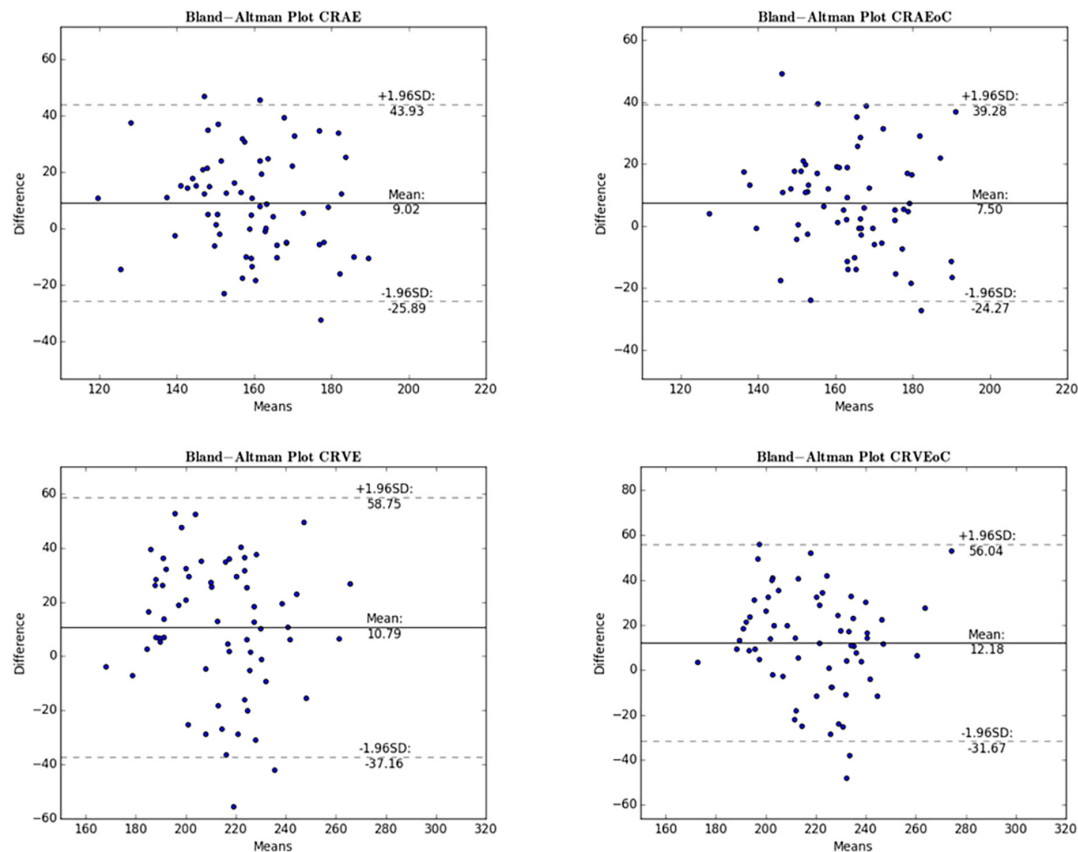 Bland−Altman Plot CRAE
60
40
20
0
−20
−40
Difference
+1.96SD:
43.93
Mean:
9.02
-1.96SD:
-25.89
120 140 160 180 200 220
Means
Bland−Altman Plot CRAEoC
60
40
20
0
−20
−40
Difference
+1.96SD:
39.28
Mean:
7.50
-1.96SD:
-24.27
120 140 160 180 200 220
Means
Bland−Altman Plot CRVE
60
40
20
0
−20
−40
−60
Difference
+1.96SD:
58.75
Mean:
10.79
-1.96SD:
-37.16
160 180 200 220 240 260 280 300 320
Means
Bland−Altman Plot CRVEoC
80
60
40
20
0
−20
−40
−60
Difference
+1.96SD:
56.04
Mean:
12.18
-1.96SD:
-31.67
160 180 200 220 240 260 280 300 320
Means